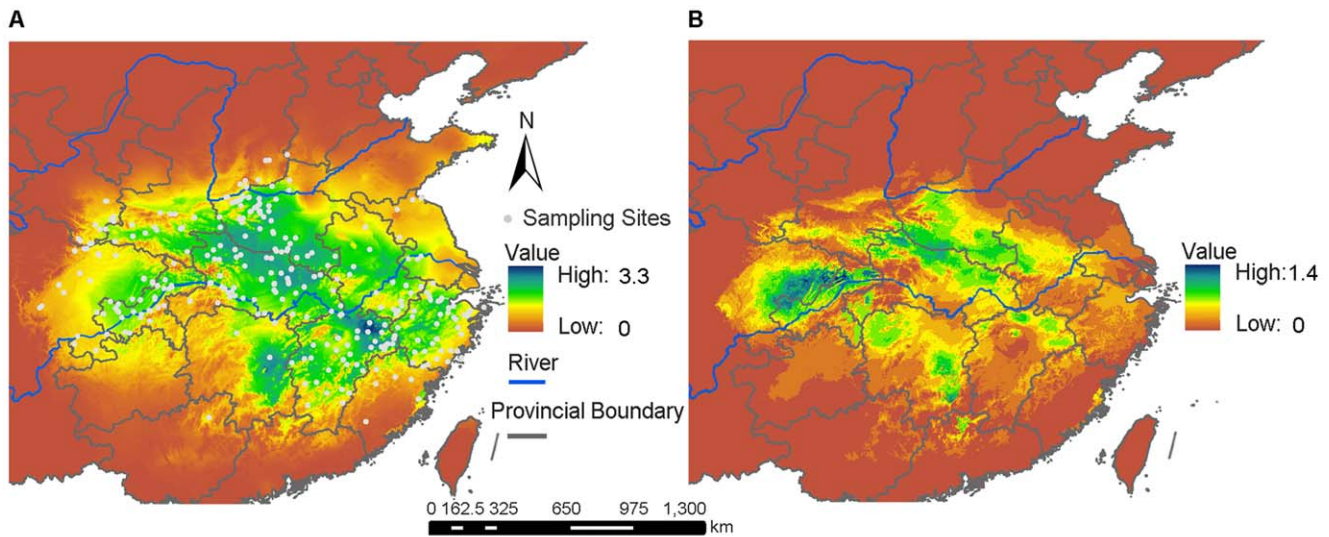 A
B
N
Sampling Sites
Value
High: 3.3
Low: 0
River
Provincial Boundary
Value
High:1.4
Low: 0
0 162.5 325 650 975 1,300
km